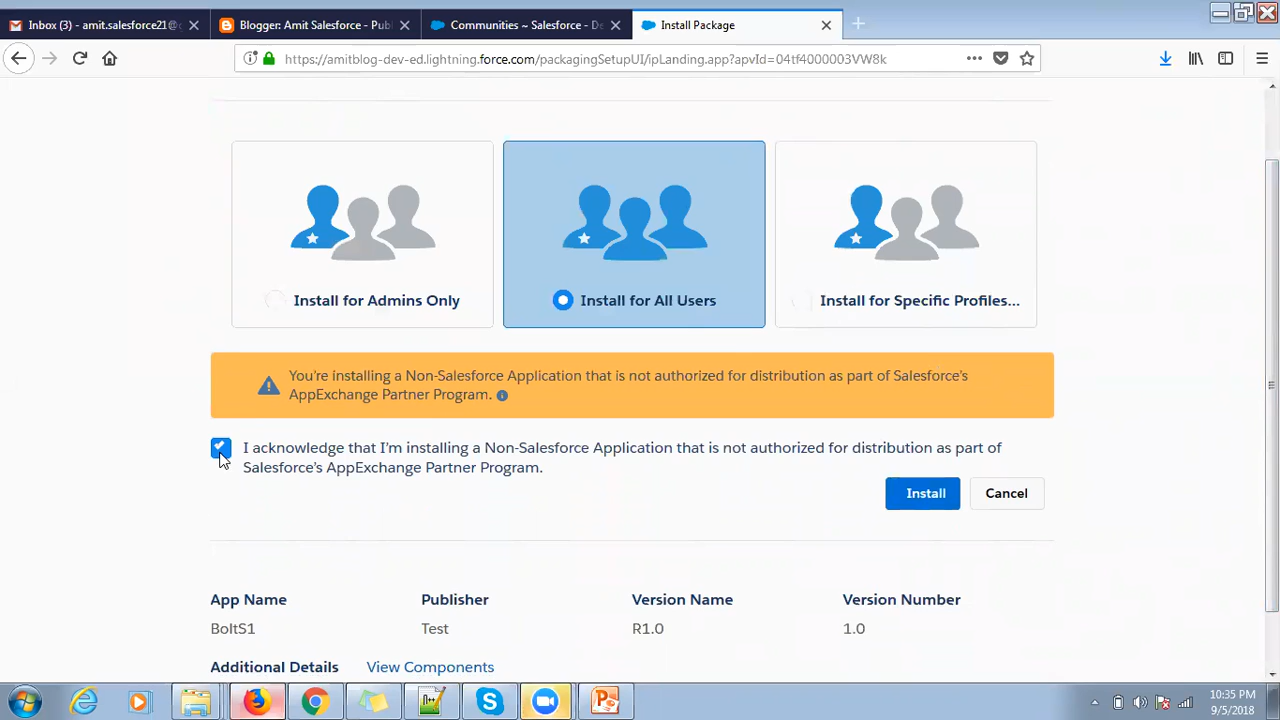 Inbox (3) - amit.salesforce21@
Blogger: Amit Salesforce - Pub
Communities ~ Salesforce - De
Install Package
https://amitblog-dev-ed.lightning.force.com/packagingSetupUI/ipLanding.app?apvId=04tf4000003VW8k
Install for Admins Only
Install for All Users
Install for Specific Profiles...
You're installing a Non-Salesforce Application that is not authorized for distribution as part of Salesforce's
AppExchange Partner Program.
I acknowledge that I'm installing a Non-Salesforce Application that is not authorized for distribution as part of
Salesforce's AppExchange Partner Program.
Install
Cancel
App Name
Publisher
Version Name
Version Number
BoltS1
Test
R1.0
1.0
Additional Details
View Components
10:35 PM
9/5/2018